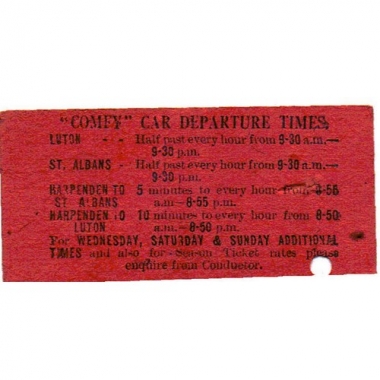 "COMFY" CAR DEPARTURE TIMES.
LUTON - - Half past every hour from 9-30 a.m.—
9-30 p.m.
ST. ALBANS - Half past every hour from 9-30 a.m.—
9-30 p.m.
HARPENDEN TO 5 minutes to every hour from 8-55
ST ALBANS a.m.— 8-55 p.m.
HARPENDEN TO 10 minutes to every hour from 8-50
LUTON a.m.— 8-50 p.m.
For WEDNESDAY, SATURDAY & SUNDAY ADDITIONAL
TIMES and also for Season Ticket rates please
enquire from Conductor.